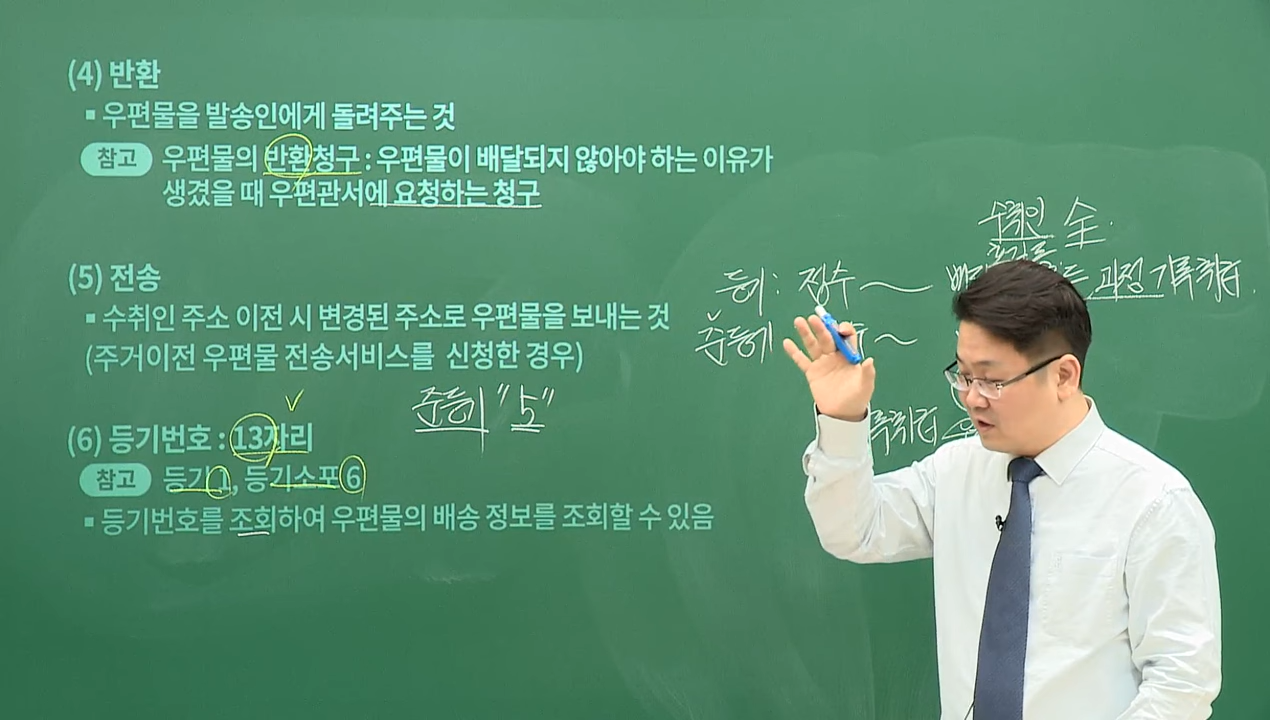 (4) 반환
▪ 우편물을 발송인에게 돌려주는 것
참고 우편물의 반환청구 : 우편물이 배달되지 않아야 하는 이유가
생겼을 때 우편관서에 요청하는 청구
(5) 전송
▪ 수취인 주소 이전 시 변경된 주소로 우편물을 보내는 것
(주거이전 우편물 전송서비스를 신청한 경우)
준등기 "5"
(6) 등기번호 : 13자리
참고 등기 1, 등기소포 6
▪ 등기번호를 조회하여 우편물의 배송 정보를 조회할 수 있음
수취인 全.
등기 : 접수～ 과정 기록취급.
준등기 ～
기록취급